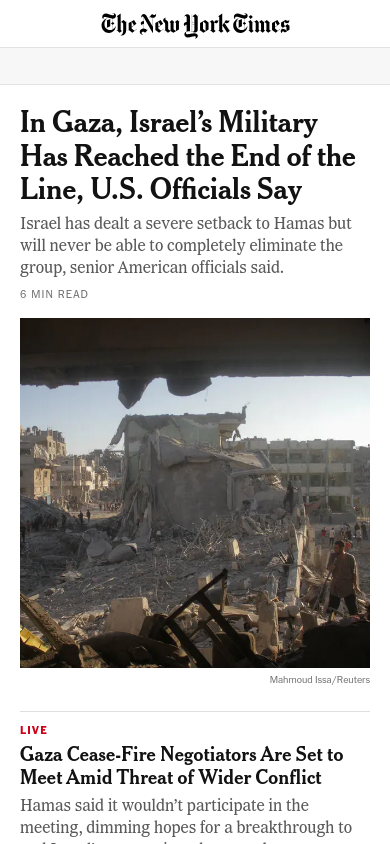 The New York Times
In Gaza, Israel’s Military
Has Reached the End of the
Line, U.S. Officials Say
Israel has dealt a severe setback to Hamas but
will never be able to completely eliminate the
group, senior American officials said.
6 MIN READ
Mahmoud Issa/Reuters
LIVE
Gaza Cease-Fire Negotiators Are Set to
Meet Amid Threat of Wider Conflict
Hamas said it wouldn’t participate in the
meeting, dimming hopes for a breakthrough to